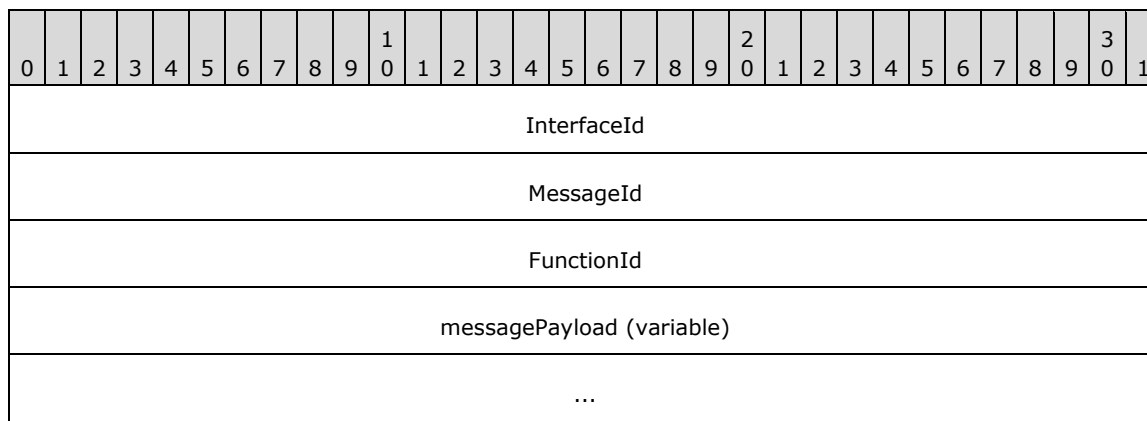 1 2 3
0 1 2 3 4 5 6 7 8 9 0 1 2 3 4 5 6 7 8 9 0 1 2 3 4 5 6 7 8 9 0 1
InterfaceId
MessageId
FunctionId
messagePayload (variable)
...